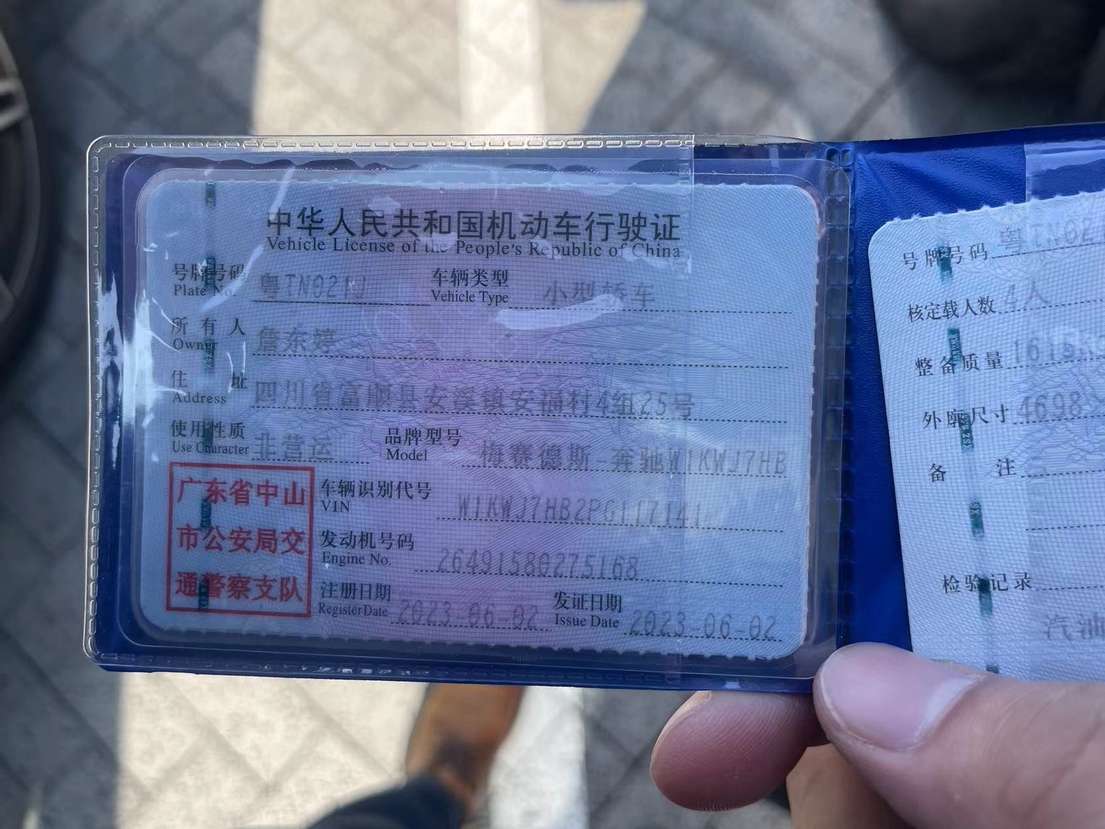 中华人民共和国机动车行驶证
Vehicle License of the People's Republic of China
号牌号码 粤TN021J 车辆类型 小型轿车
Plate No. Vehicle Type
所有人 詹东婷
Owner
住址 四川省富顺县安溪镇安福村4组25号
Address
使用性质 非营运 品牌型号 梅赛德斯-奔驰W1KWJ7HB
Use Character Model
广东省中山
市公安局交
通警察支队
车辆识别代号 W1KWJ7HB2PG117141
VIN
发动机号码 26491580275168
Engine No.
注册日期 2023-06-02 发证日期 2023-06-02
Register Date Issue Date
号牌号码 粤TN021
核定载人数 4人
整备质量 1615
外廓尺寸 4698
备注
检验记录
汽油